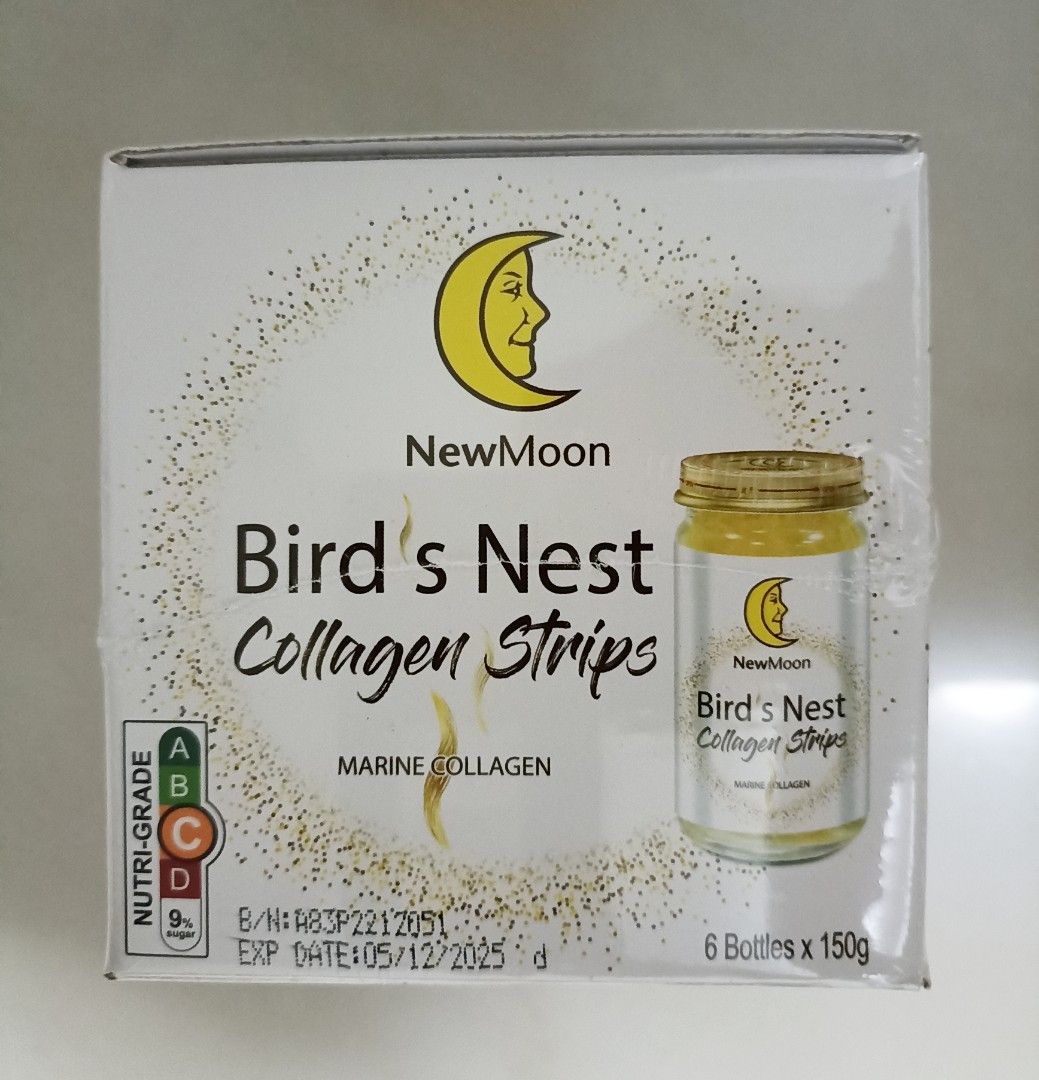 NewMoon
Bird's Nest
Collagen Strips
MARINE COLLAGEN
NewMoon
Bird's Nest
Collagen Strips
MARINE COLLAGEN
NUTRI-GRADE
A
B
C
D
9%
sugar
B/N:A83P2212051
EXP DATE:05/12/2025 d
6 Bottles x 150g